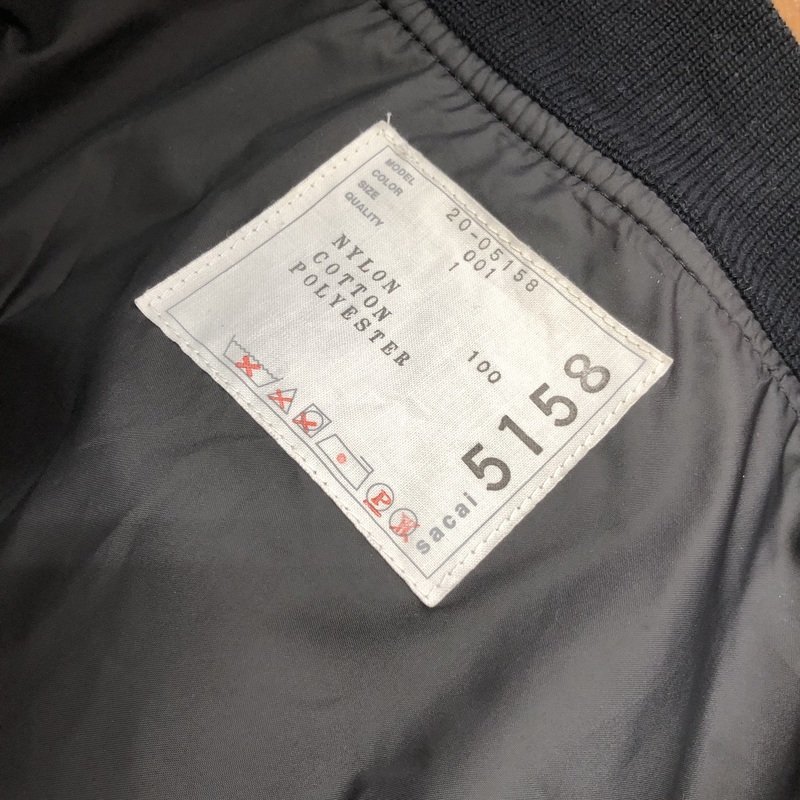 MODEL 20-05158
COLOR 001
SIZE 1
QUALITY
NYLON 100
COTTON
POLYESTER
P
sacai 5158